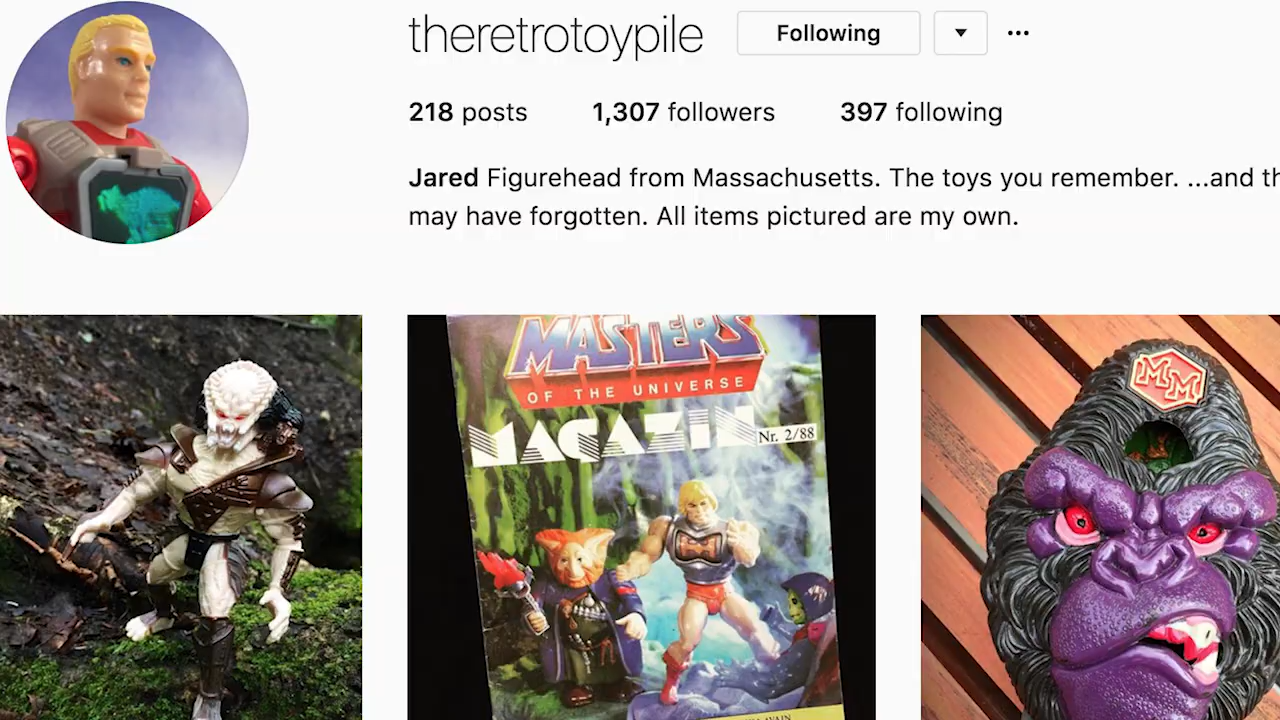 theretrotoypile Following
218 posts 1,307 followers 397 following
Jared Figurehead from Massachusetts. The toys you remember. ...and
may have forgotten. All items pictured are my own.
MASTERS
OF THE UNIVERSE
MAGAZIN
Nr. 2/88
MM